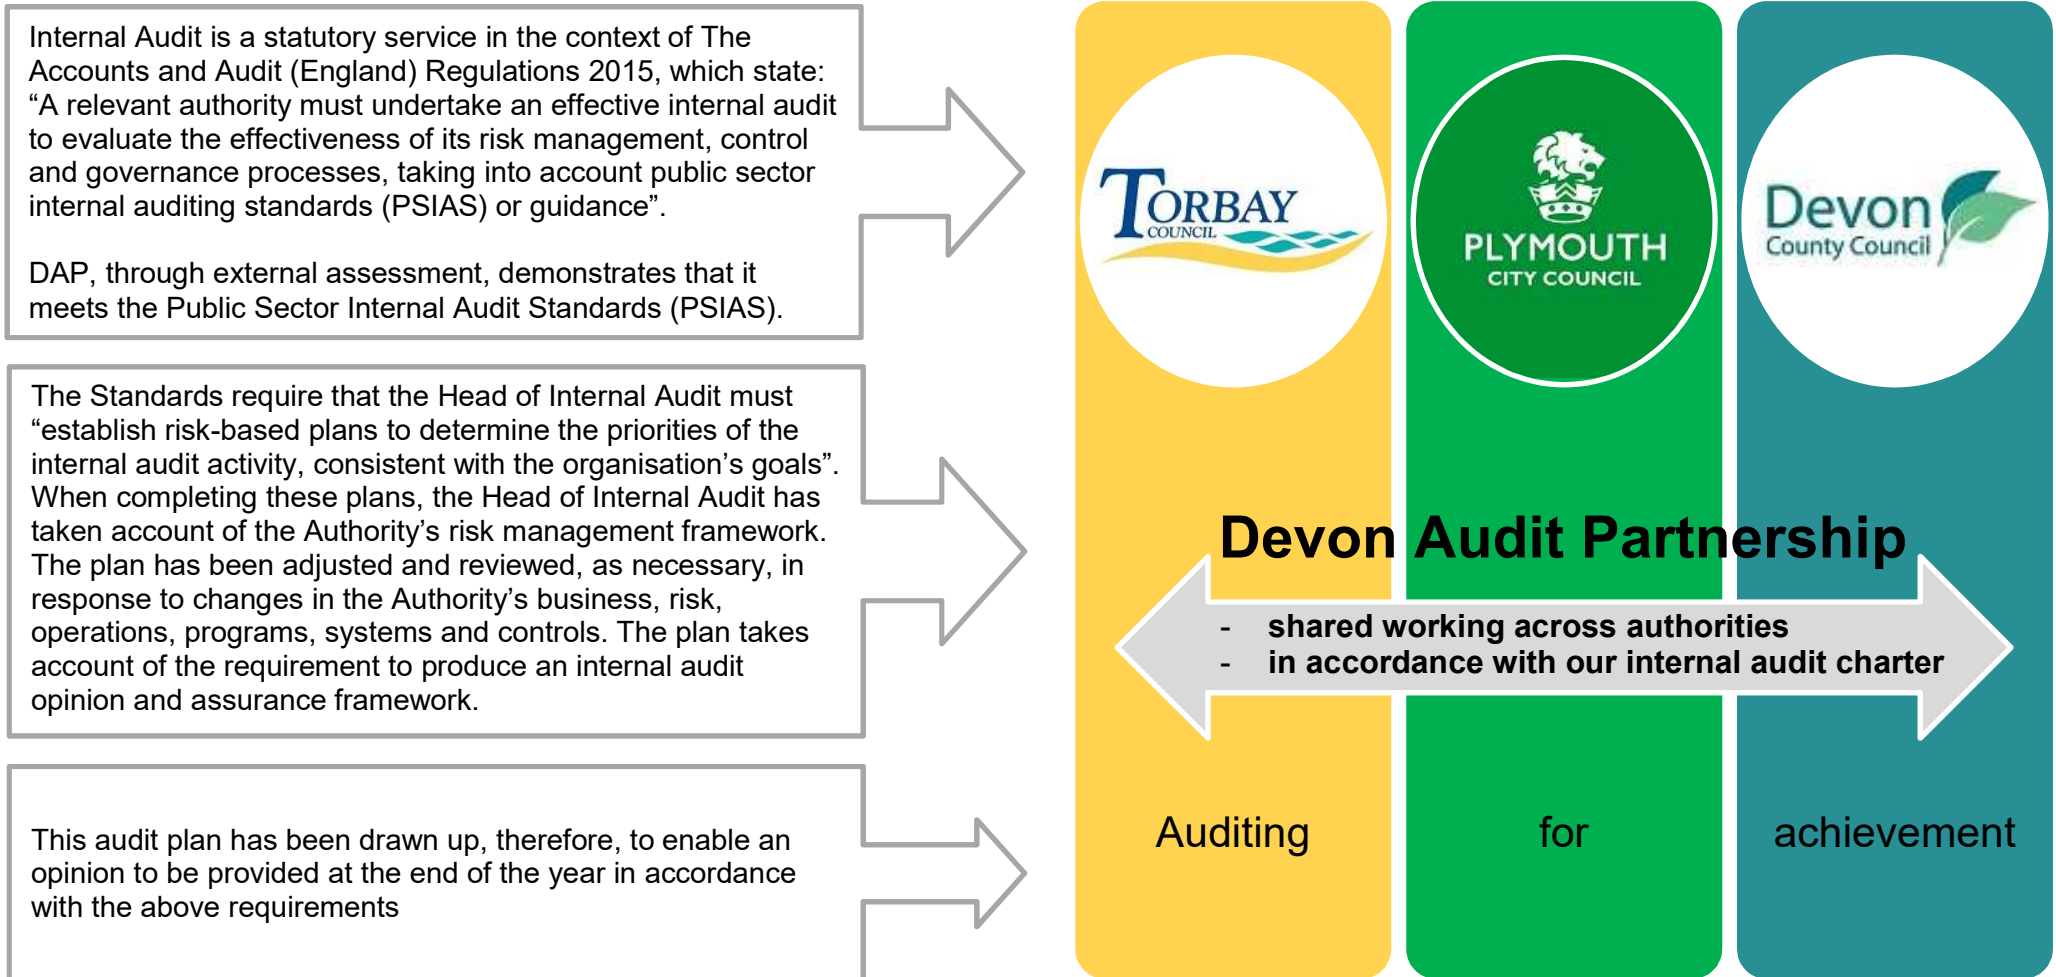 Internal Audit is a statutory service in the context of The
Accounts and Audit (England) Regulations 2015, which state:
“A relevant authority must undertake an effective internal audit
to evaluate the effectiveness of its risk management, control
and governance processes, taking into account public sector
internal auditing standards (PSIAS) or guidance”.
DAP, through external assessment, demonstrates that it
meets the Public Sector Internal Audit Standards (PSIAS).
The Standards require that the Head of Internal Audit must
“establish risk-based plans to determine the priorities of the
internal audit activity, consistent with the organisation’s goals”.
When completing these plans, the Head of Internal Audit has
taken account of the Authority’s risk management framework.
The plan has been adjusted and reviewed, as necessary, in
response to changes in the Authority’s business, risk,
operations, programs, systems and controls. The plan takes
account of the requirement to produce an internal audit
opinion and assurance framework.
This audit plan has been drawn up, therefore, to enable an
opinion to be provided at the end of the year in accordance
with the above requirements
TORBAY
COUNCIL
PLYMOUTH
CITY COUNCIL
Devon
County Council
Devon Audit Partnership
- shared working across authorities
- in accordance with our internal audit charter
Auditing for achievement